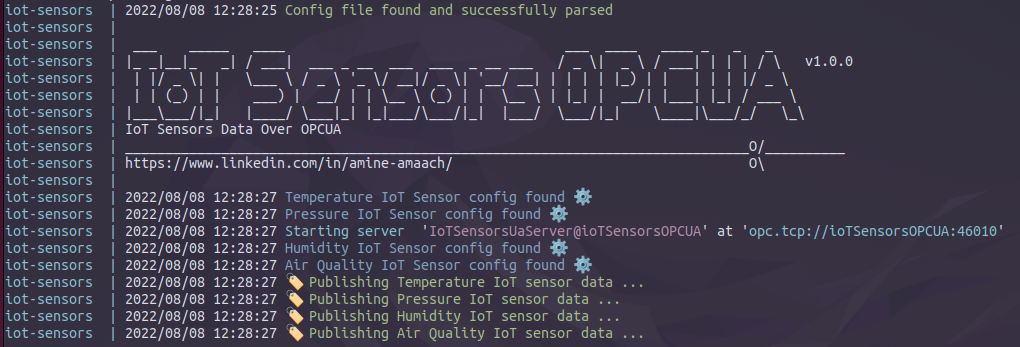 iot-sensors | 2022/08/08 12:28:25 Config file found and successfully parsed
iot-sensors |
iot-sensors |
iot-sensors | IoT Sensors OPCUA v1.0.0
iot-sensors |
iot-sensors |
iot-sensors |
iot-sensors | IoT Sensors Data Over OPCUA
iot-sensors | ______________________________________________________________________________O/__________
iot-sensors | https://www.linkedin.com/in/amine-amaach/ O\
iot-sensors |
iot-sensors | 2022/08/08 12:28:27 Temperature IoT Sensor config found ⚙️
iot-sensors | 2022/08/08 12:28:27 Pressure IoT Sensor config found ⚙️
iot-sensors | 2022/08/08 12:28:27 Starting server 'IoTSensorsUaServer@ioTSensorsOPCUA' at 'opc.tcp://ioTSensorsOPCUA:46010'
iot-sensors | 2022/08/08 12:28:27 Humidity IoT Sensor config found ⚙️
iot-sensors | 2022/08/08 12:28:27 Air Quality IoT Sensor config found ⚙️
iot-sensors | 2022/08/08 12:28:27 🏷️ Publishing Temperature IoT sensor data ...
iot-sensors | 2022/08/08 12:28:27 🏷️ Publishing Pressure IoT sensor data ...
iot-sensors | 2022/08/08 12:28:27 🏷️ Publishing Humidity IoT sensor data ...
iot-sensors | 2022/08/08 12:28:27 🏷️ Publishing Air Quality IoT sensor data ...